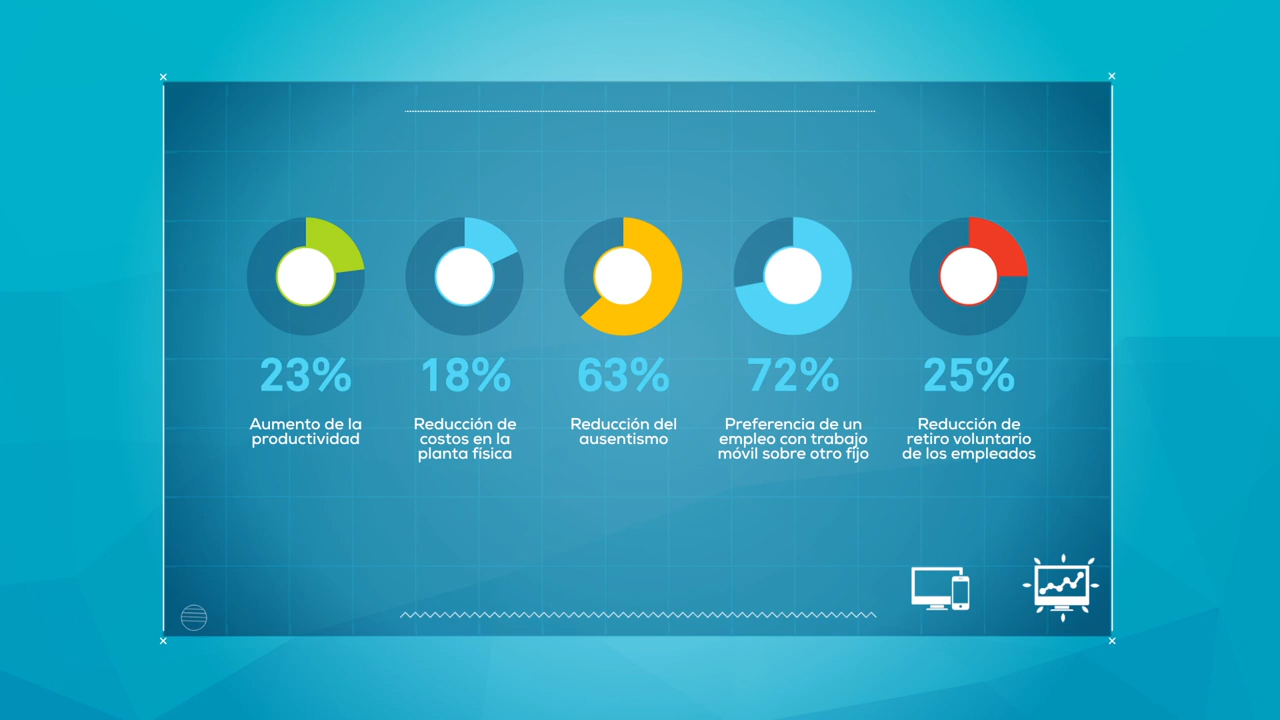 23%
Aumento de la
productividad
18%
Reducción de
costos en la
planta física
63%
Reducción del
ausentismo
72%
Preferencia de un
empleo con trabajo
móvil sobre otro fijo
25%
Reducción de
retiro voluntario
de los empleados